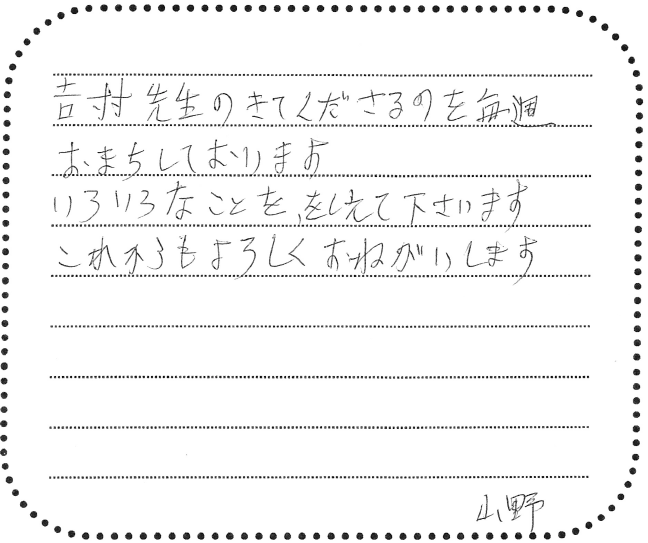 吉村先生のきてくださるのを毎週
おまちしております
いろいろなことを、をしえて下さいます
これからもよろしくおねがいします
山野